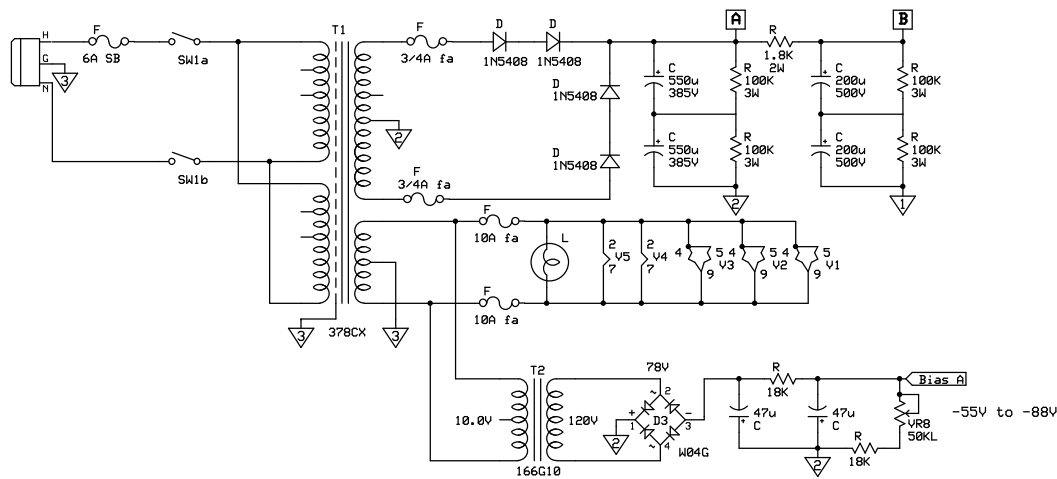 H
G
N
3
F
6A SB
SW1a
SW1b
T1
F
3/4A fa
D
D
1N5408
1N5408
D
1N5408
D
1N5408
2
F
3/4A fa
A
C
550u
385V
R
100K
3W
C
550u
385V
R
100K
3W
2
R
1.8K
2W
B
C
200u
500V
R
100K
3W
C
200u
500V
R
100K
3W
1
F
10A fa
F
10A fa
L
2
V5
7
2
V4
7
4
5
V3
9
4
5
V2
9
4
5
V1
9
3
378CX
3
T2
10.0V
120V
166G10
78V
~
2
+
1
D3
-
3
~
4
W04G
2
47u
C
R
18K
47u
C
2
R
18K
VR8
50KL
Bias A
-55V to -88V